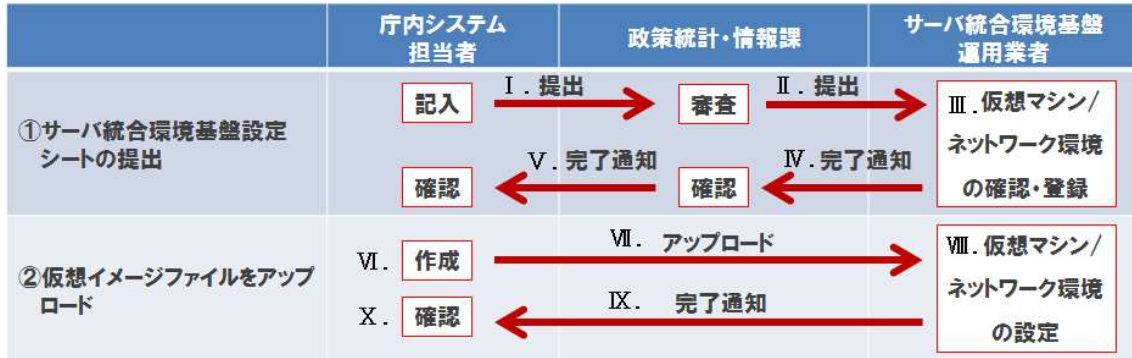 庁内システム
担当者
政策統計・情報課
サーバ統合環境基盤
運用業者
①サーバ統合環境基盤設定
シートの提出
記入
Ⅰ．提出
審査
Ⅱ．提出
Ⅲ．仮想マシン/
ネットワーク環境
の確認・登録
確認
Ⅴ．完了通知
確認
Ⅳ．完了通知
②仮想イメージファイルをアップ
ロード
Ⅵ．
作成
Ⅶ． アップロード
Ⅷ．仮想マシン/
ネットワーク環境
の設定
Ⅹ．
確認
Ⅸ． 完了通知